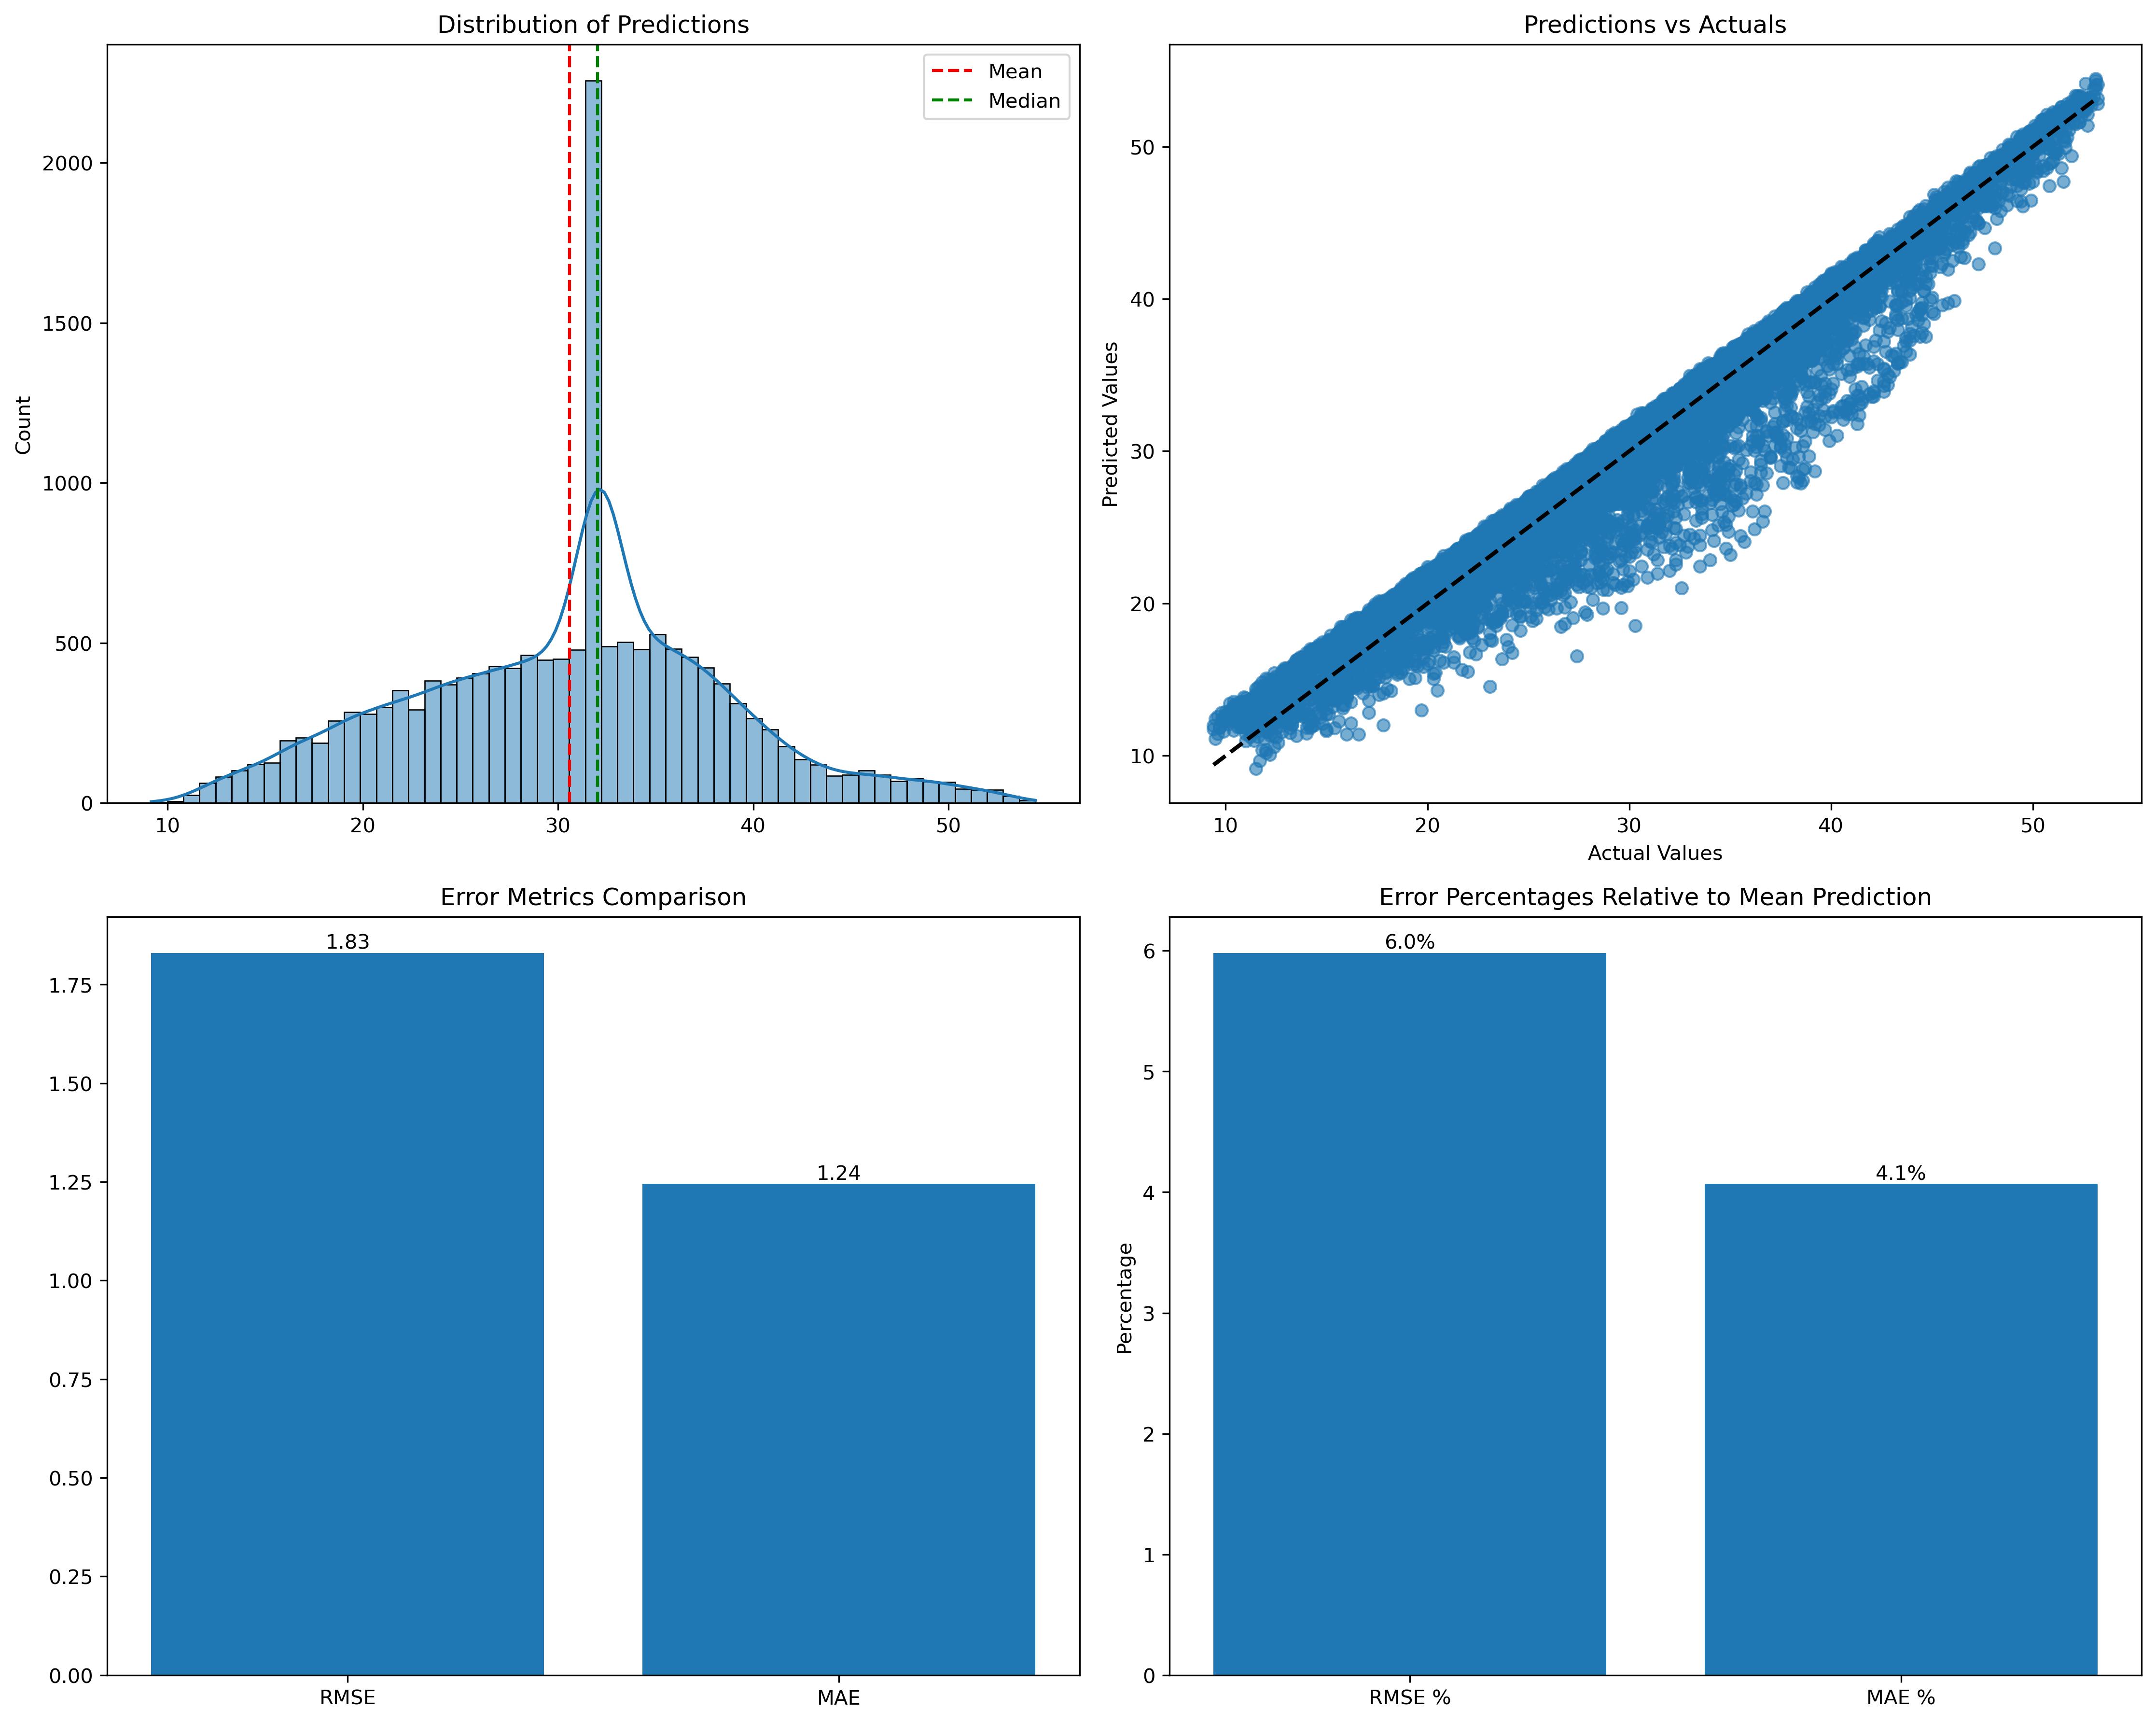 Distribution of Predictions
Mean
Median
Count
2000
1500
1000
500
0
10 20 30 40 50
Predictions vs Actuals
Predicted Values
50
40
30
20
10
10 20 30 40 50
Actual Values
Error Metrics Comparison
1.83
1.24
1.75
1.50
1.25
1.00
0.75
0.50
0.25
0.00
RMSE MAE
Error Percentages Relative to Mean Prediction
6.0%
4.1%
Percentage
6
5
4
3
2
1
0
RMSE % MAE %